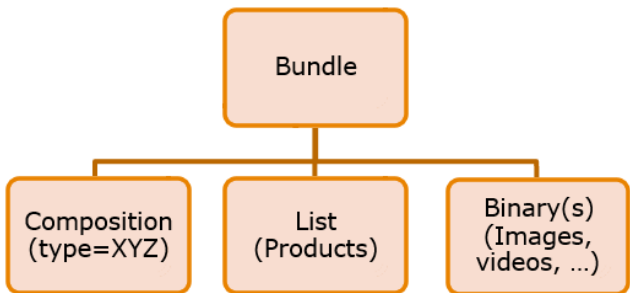 Bundle
Composition
(type=XYZ)
List
(Products)
Binary(s)
(Images,
videos, ...)